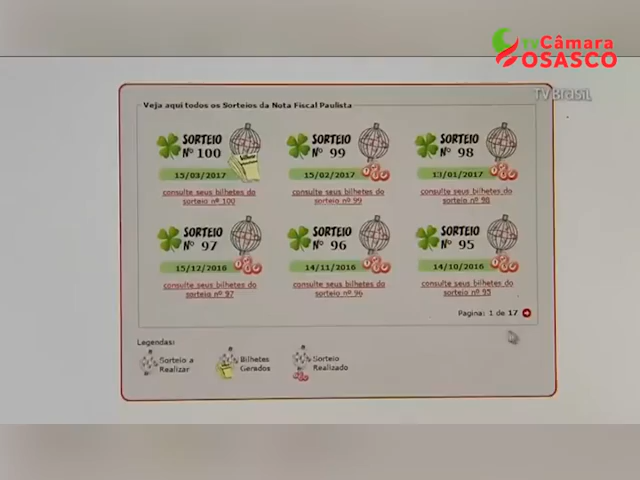 TV Câmara
OSASCO
TV Brasil
Veja aqui todos os Sorteios da Nota Fiscal Paulista
SORTEIO
Nº 100
15/03/2017
consulte seus bilhetes do
sorteio nº 100
SORTEIO
Nº 99
15/02/2017
consulte seus bilhetes do
sorteio nº 99
SORTEIO
Nº 98
13/01/2017
consulte seus bilhetes do
sorteio nº 98
SORTEIO
Nº 97
15/12/2016
consulte seus bilhetes do
sorteio nº 97
SORTEIO
Nº 96
14/11/2016
consulte seus bilhetes do
sorteio nº 96
SORTEIO
Nº 95
14/10/2016
consulte seus bilhetes do
sorteio nº 95
Pagina: 1 de 17
Legendas:
Sorteio a
Realizar
Bilhetes
Gerados
Sorteio
Realizado